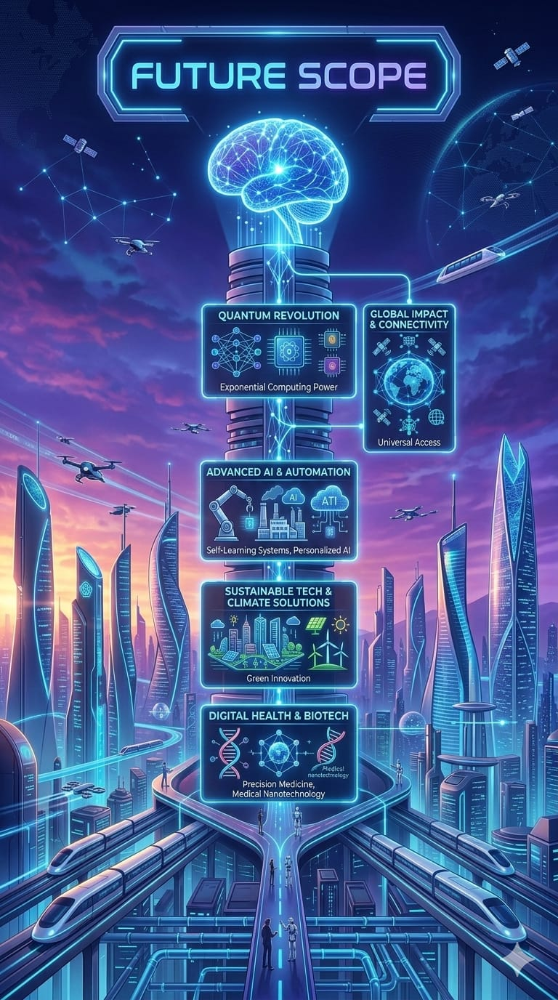 FUTURE SCOPE
QUANTUM REVOLUTION
Exponential Computing Power
GLOBAL IMPACT
& CONNECTIVITY
Universal Access
ADVANCED AI & AUTOMATION
AI
ATI
Self-Learning Systems, Personalized AI
SUSTAINABLE TECH &
CLIMATE SOLUTIONS
Green Innovation
DIGITAL HEALTH & BIOTECH
Medical
nanotechnology
Precision Medicine,
Medical Nanotechnology